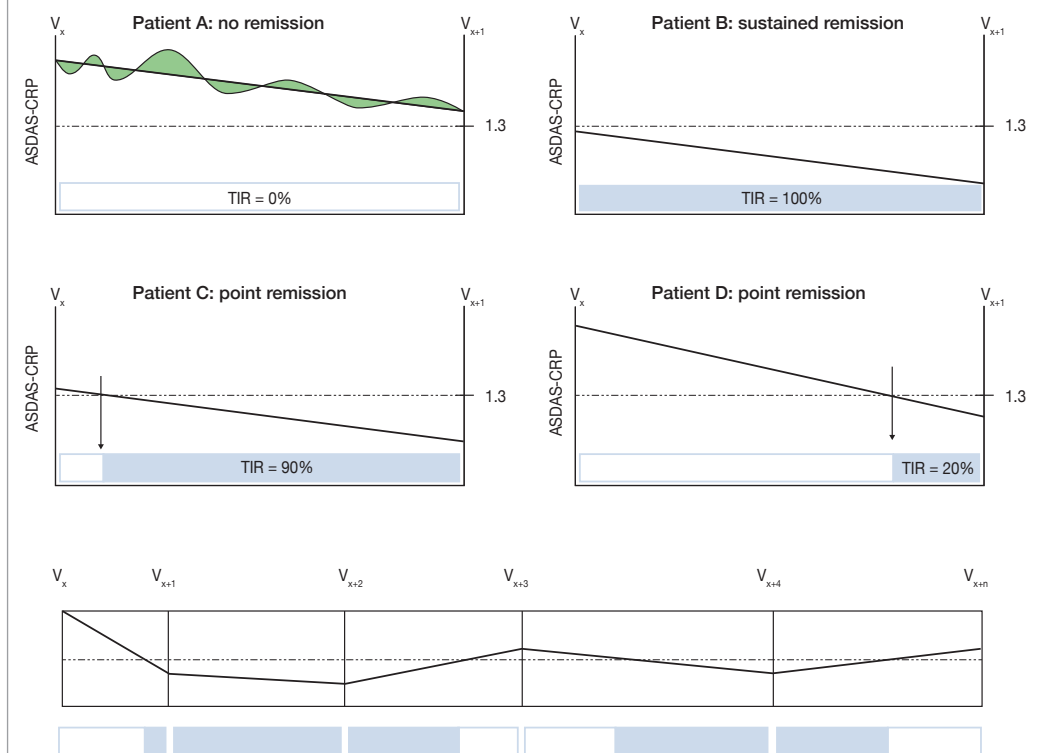 Patient A: no remission
Vx
Vx+1
ASDAS-CRP
1.3
TIR = 0%
Patient B: sustained remission
Vx
Vx+1
ASDAS-CRP
1.3
TIR = 100%
Patient C: point remission
Vx
Vx+1
ASDAS-CRP
1.3
TIR = 90%
Patient D: point remission
Vx
Vx+1
ASDAS-CRP
1.3
TIR = 20%
Vx Vx+1 Vx+2 Vx+3 Vx+4 Vx+n